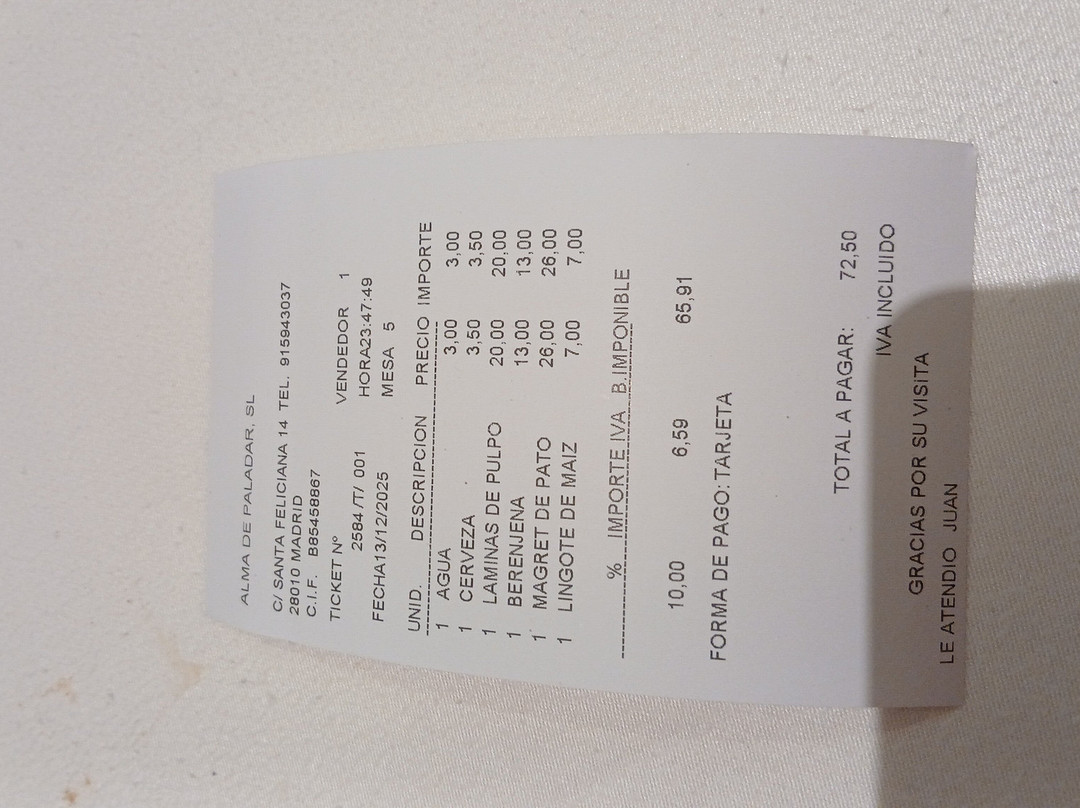 ALMA DE PALADAR, SL
C/ SANTA FELICIANA 14 TEL. 915943037
28010 MADRID
C.I.F. B85458867
TICKET Nº VENDEDOR 1
2584 /T/ 001 HORA23:47:49
FECHA13/12/2025 MESA 5
UNID. DESCRIPCION PRECIO IMPORTE
1 AGUA 3,00 3,00
1 CERVEZA 3,50 3,50
1 LAMINAS DE PULPO 20,00 20,00
1 BERENJENA 13,00 13,00
1 MAGRET DE PATO 26,00 26,00
1 LINGOTE DE MAIZ 7,00 7,00
% IMPORTE IVA B.IMPONIBLE
10,00 6,59 65,91
FORMA DE PAGO: TARJETA
TOTAL A PAGAR: 72,50
IVA INCLUIDO
GRACIAS POR SU VISITA
LE ATENDIO JUAN